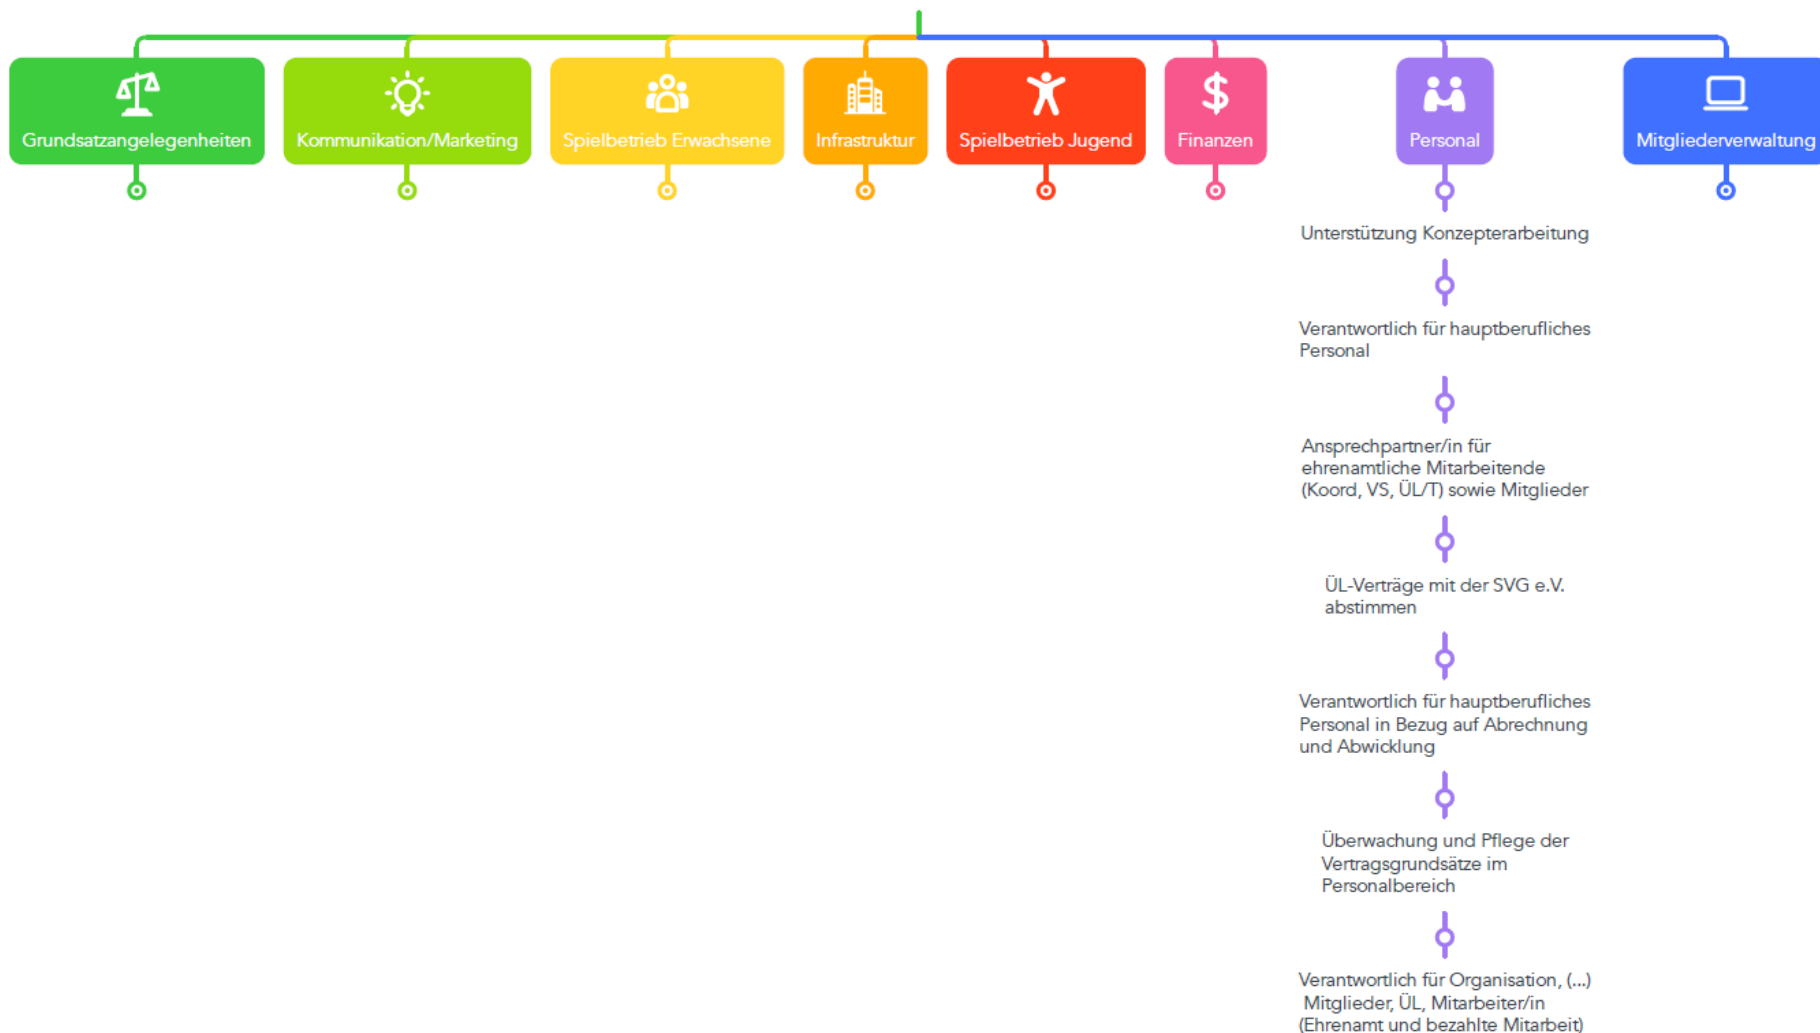 Grundsatzangelegenheiten
Kommunikation/Marketing
Spielbetrieb Erwachsene
Infrastruktur
Spielbetrieb Jugend
Finanzen
Personal
Mitgliederverwaltung
Unterstützung Konzepterarbeitung
Verantwortlich für hauptberufliches
Personal
Ansprechpartner/in für
ehrenamtliche Mitarbeitende
(Koord, VS, ÜL/T) sowie Mitglieder
ÜL-Verträge mit der SVG e.V.
abstimmen
Verantwortlich für hauptberufliches
Personal in Bezug auf Abrechnung
und Abwicklung
Überwachung und Pflege der
Vertragsgrundsätze im
Personalbereich
Verantwortlich für Organisation, (...)
Mitglieder, ÜL, Mitarbeiter/in
(Ehrenamt und bezahlte Mitarbeit)